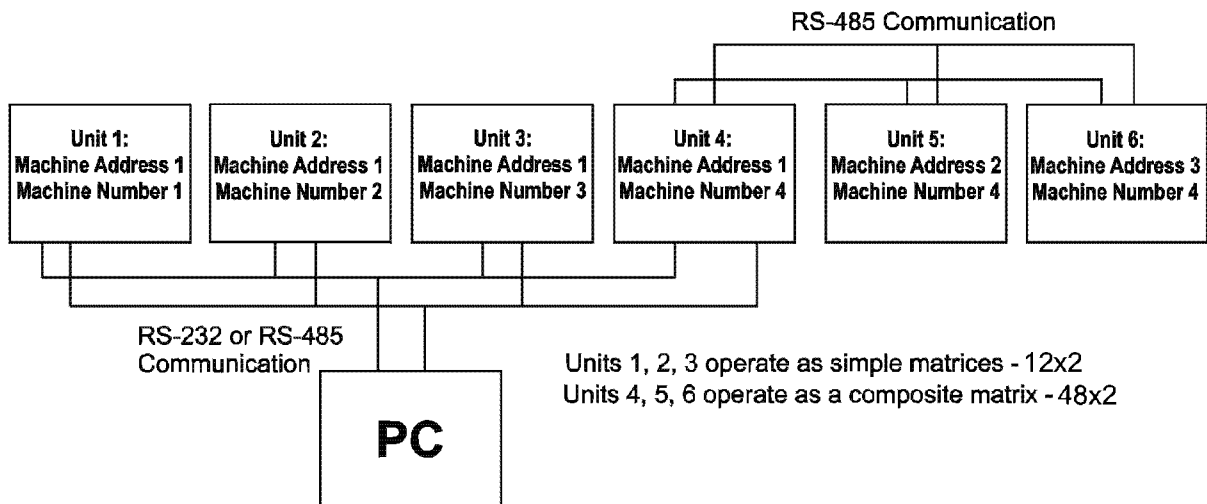 RS-485 Communication
Unit 1:
Machine Address 1
Machine Number 1
Unit 2:
Machine Address 1
Machine Number 2
Unit 3:
Machine Address 1
Machine Number 3
Unit 4:
Machine Address 1
Machine Number 4
Unit 5:
Machine Address 2
Machine Number 4
Unit 6:
Machine Address 3
Machine Number 4
RS-232 or RS-485
Communication
Units 1, 2, 3 operate as simple matrices - 12x2
Units 4, 5, 6 operate as a composite matrix - 48x2
PC